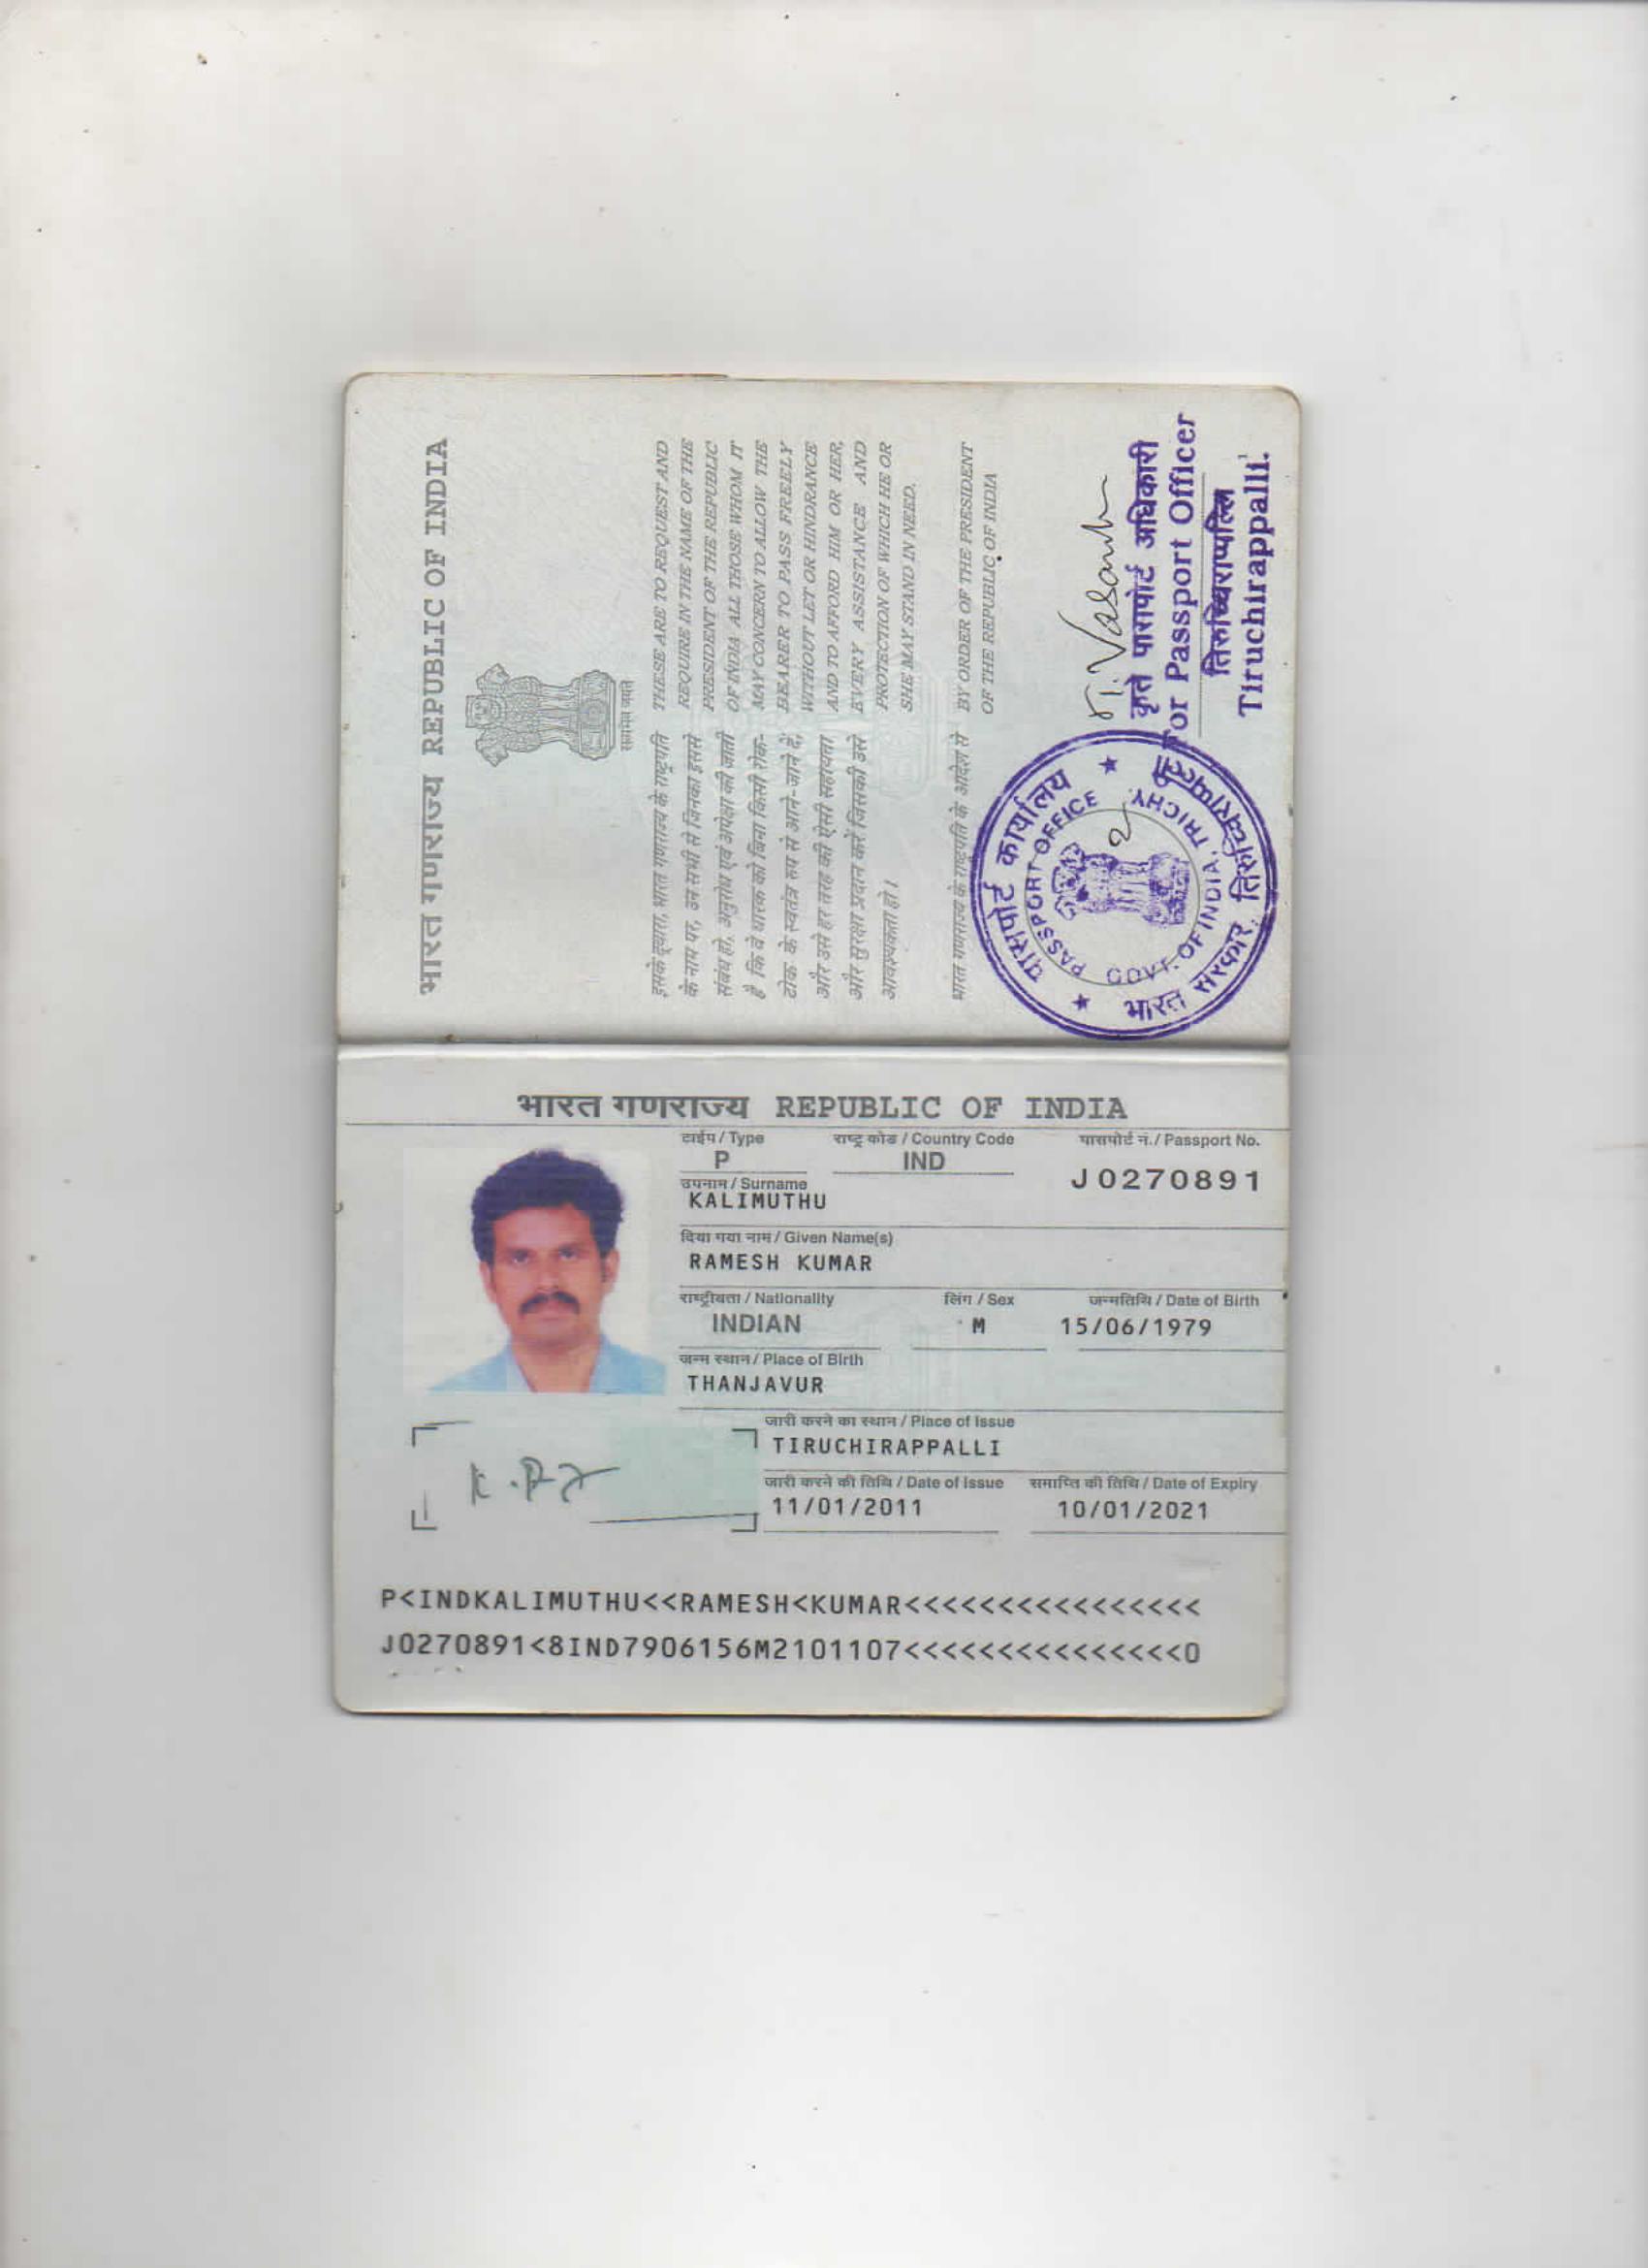 भारत गणराज्य REPUBLIC OF INDIA
सत्यमेव जयते
इसके द्वारा, भारत गणराज्य के राष्ट्रपति
के नाम पर, उन सभी से जिनका इससे
संबंध हो, अनुरोध एवं अपेक्षा की जाती
है कि वे धारक को बिना किसी रोक-
टोक के स्वतंत्र रूप से आने-जाने दें,
और उसे हर तरह की ऐसी सहायता
और सुरक्षा प्रदान करें जिसकी उसे
आवश्यकता हो।
THESE ARE TO REQUEST AND
REQUIRE IN THE NAME OF THE
PRESIDENT OF THE REPUBLIC
OF INDIA ALL THOSE WHOM IT
MAY CONCERN TO ALLOW THE
BEARER TO PASS FREELY
WITHOUT LET OR HINDRANCE
AND TO AFFORD HIM OR HER,
EVERY ASSISTANCE AND
PROTECTION OF WHICH HE OR
SHE MAY STAND IN NEED.
भारत गणराज्य के राष्ट्रपति के आदेश से
BY ORDER OF THE PRESIDENT
OF THE REPUBLIC OF INDIA
पासपोर्ट कार्यालय
PASSPORT OFFICE
GOVT. OF INDIA, TRICHY.
भारत सरकार, तिरुच्चिराप्पल्ली
2
कृते पासपोर्ट अधिकारी
For Passport Officer
तिरुच्चिराप्पल्लि
Tiruchirappalli.
भारत गणराज्य REPUBLIC OF INDIA
टाईप / Type राष्ट्र कोड / Country Code पासपोर्ट नं. / Passport No.
P IND J0270891
उपनाम / Surname
KALIMUTHU
दिया गया नाम / Given Name(s)
RAMESH KUMAR
राष्ट्रीयता / Nationality लिंग / Sex जन्मतिथि / Date of Birth
INDIAN M 15/06/1979
जन्म स्थान / Place of Birth
THANJAVUR
जारी करने का स्थान / Place of Issue
TIRUCHIRAPPALLI
जारी करने की तिथि / Date of Issue समाप्ति की तिथि / Date of Expiry
11/01/2011 10/01/2021
P<INDKALIMUTHU<<RAMESH<KUMAR<<<<<<<<<<<<<<<<
J0270891<8IND7906156M2101107<<<<<<<<<<<<<<<0